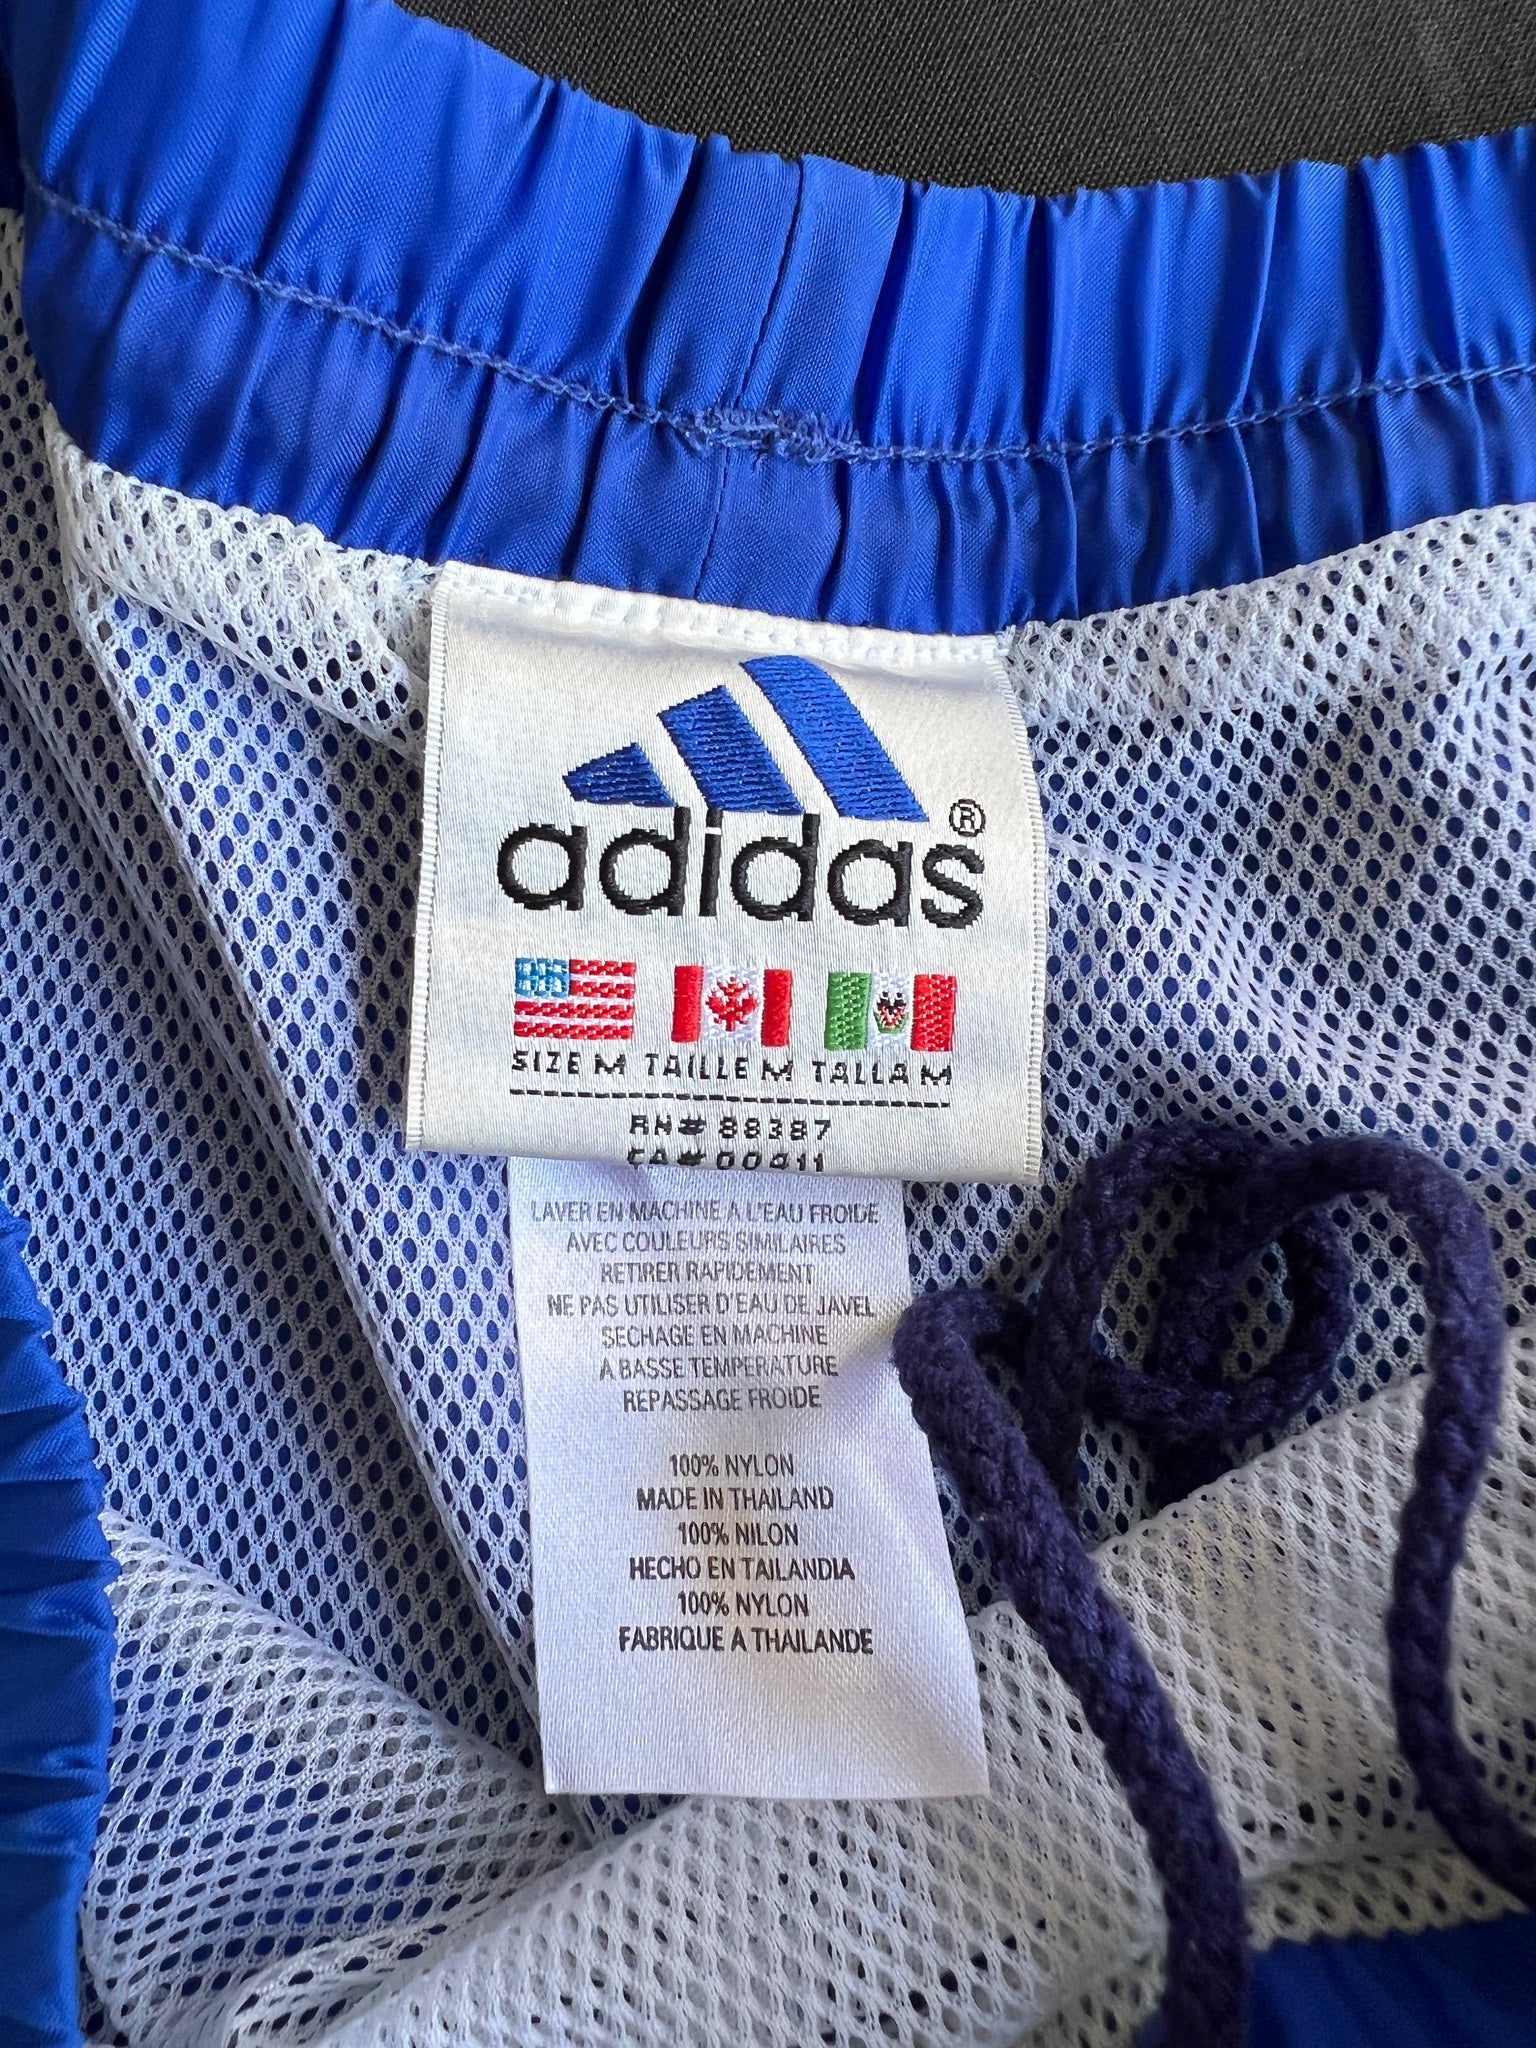 adidas®
SIZE M TAILLE M TALLA M
RN# 88387
CA# 00411
LAVER EN MACHINE A L'EAU FROIDE
AVEC COULEURS SIMILAIRES
RETIRER RAPIDEMENT
NE PAS UTILISER D'EAU DE JAVEL
SECHAGE EN MACHINE
A BASSE TEMPERATURE
REPASSAGE FROIDE
100% NYLON
MADE IN THAILAND
100% NILON
HECHO EN TAILANDIA
100% NYLON
FABRIQUE A THAILANDE